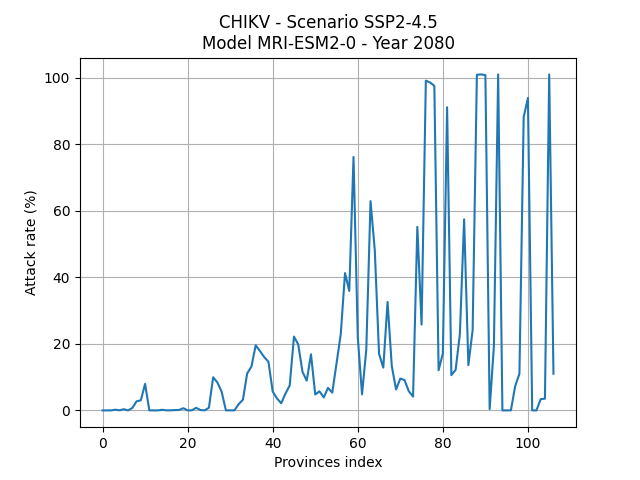 CHIKV - Scenario SSP2-4.5
Model MRI-ESM2-0 - Year 2080
100
80
60
40
20
0
Attack rate (%)
0 20 40 60 80 100
Provinces index